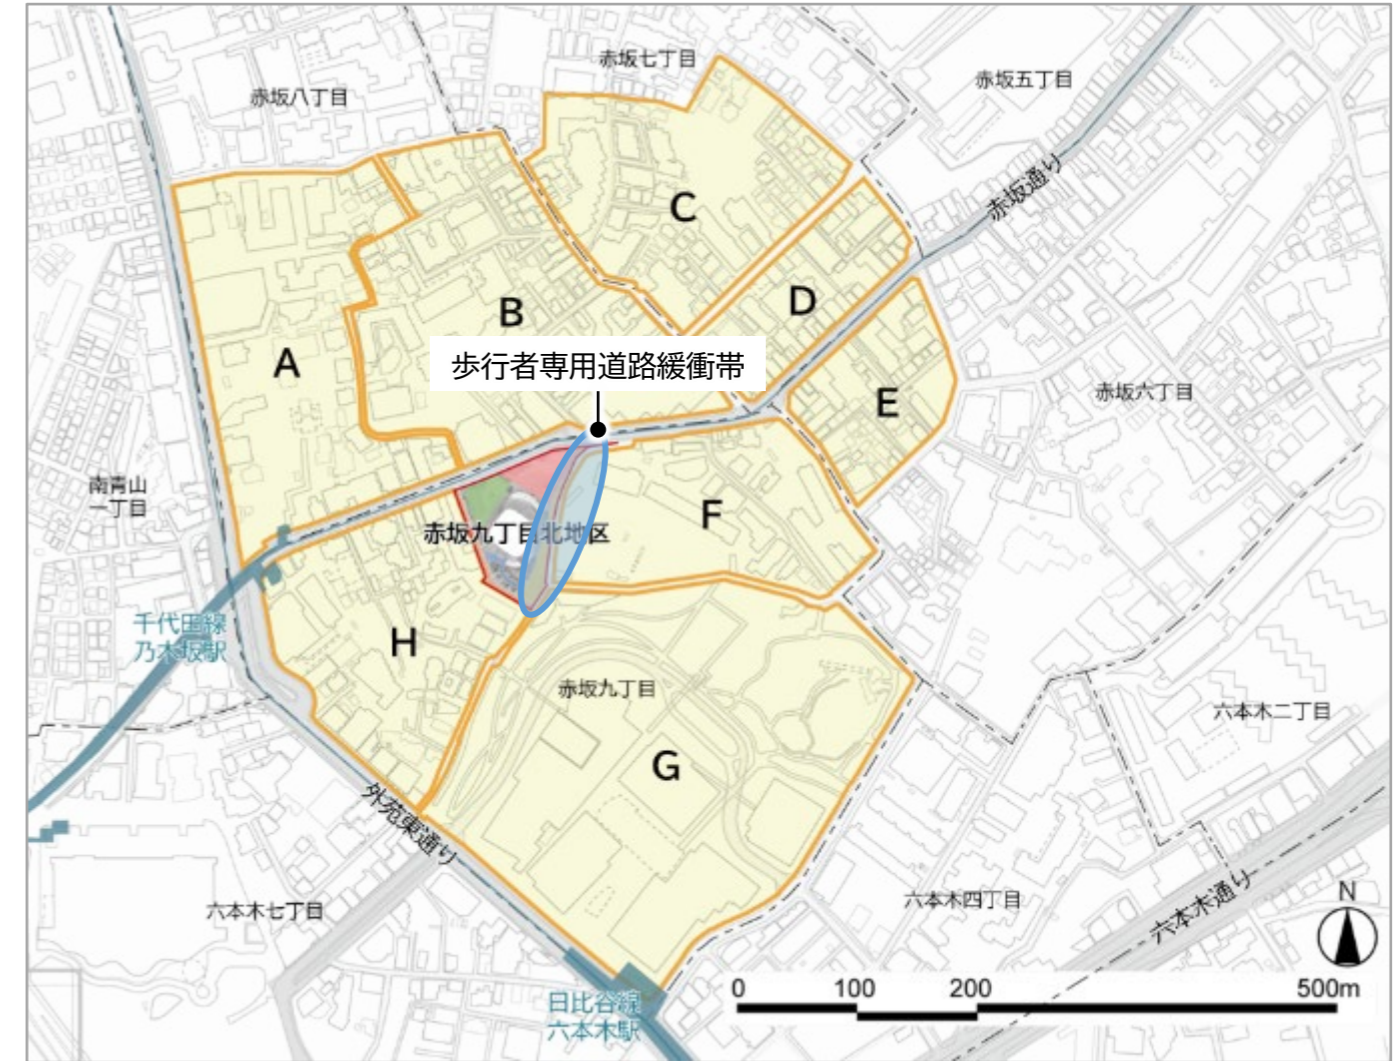 赤坂七丁目
赤坂五丁目
赤坂八丁目
赤坂通り
C
D
B
歩行者専用道路緩衝帯
A
E
赤坂六丁目
南青山
一丁目
F
赤坂九丁目北地区
千代田線
乃木坂駅
H
赤坂九丁目
六本木二丁目
G
外苑東通り
六本木七丁目
六本木四丁目
六本木通り
N
日比谷線
六本木駅
0 100 200 500m